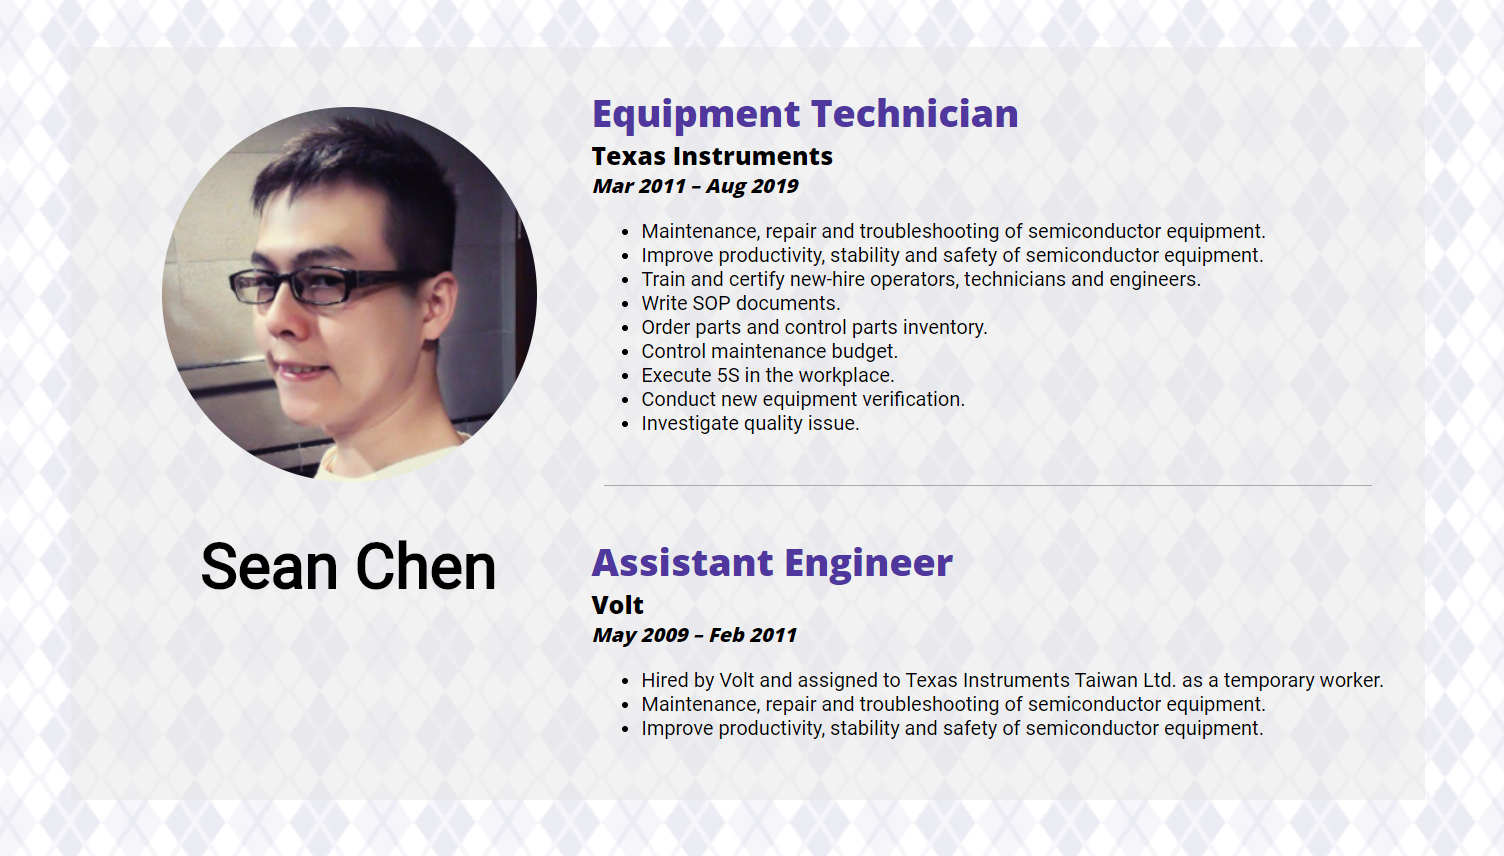 Equipment Technician
Texas Instruments
Mar 2011 – Aug 2019
Maintenance, repair and troubleshooting of semiconductor equipment.
Improve productivity, stability and safety of semiconductor equipment.
Train and certify new-hire operators, technicians and engineers.
Write SOP documents.
Order parts and control parts inventory.
Control maintenance budget.
Execute 5S in the workplace.
Conduct new equipment verification.
Investigate quality issue.
Sean Chen
Assistant Engineer
Volt
May 2009 – Feb 2011
Hired by Volt and assigned to Texas Instruments Taiwan Ltd. as a temporary worker.
Maintenance, repair and troubleshooting of semiconductor equipment.
Improve productivity, stability and safety of semiconductor equipment.